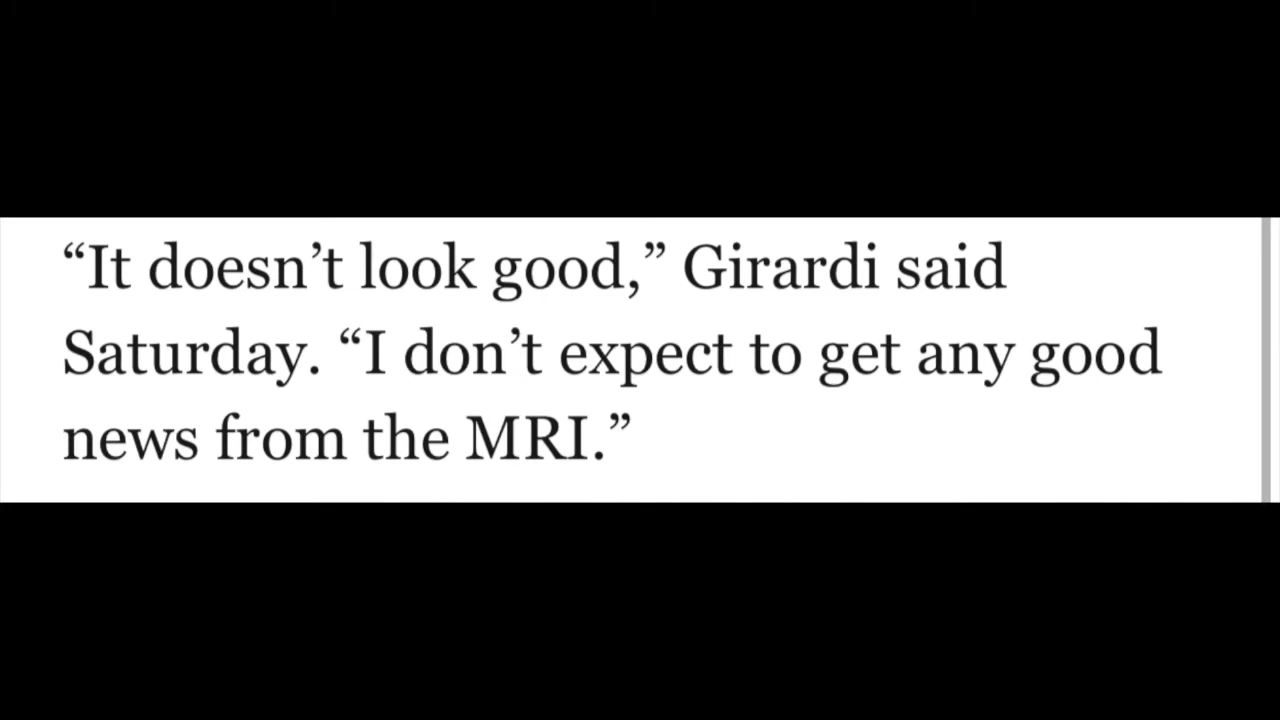 “It doesn’t look good,” Girardi said
Saturday. “I don’t expect to get any good
news from the MRI.”